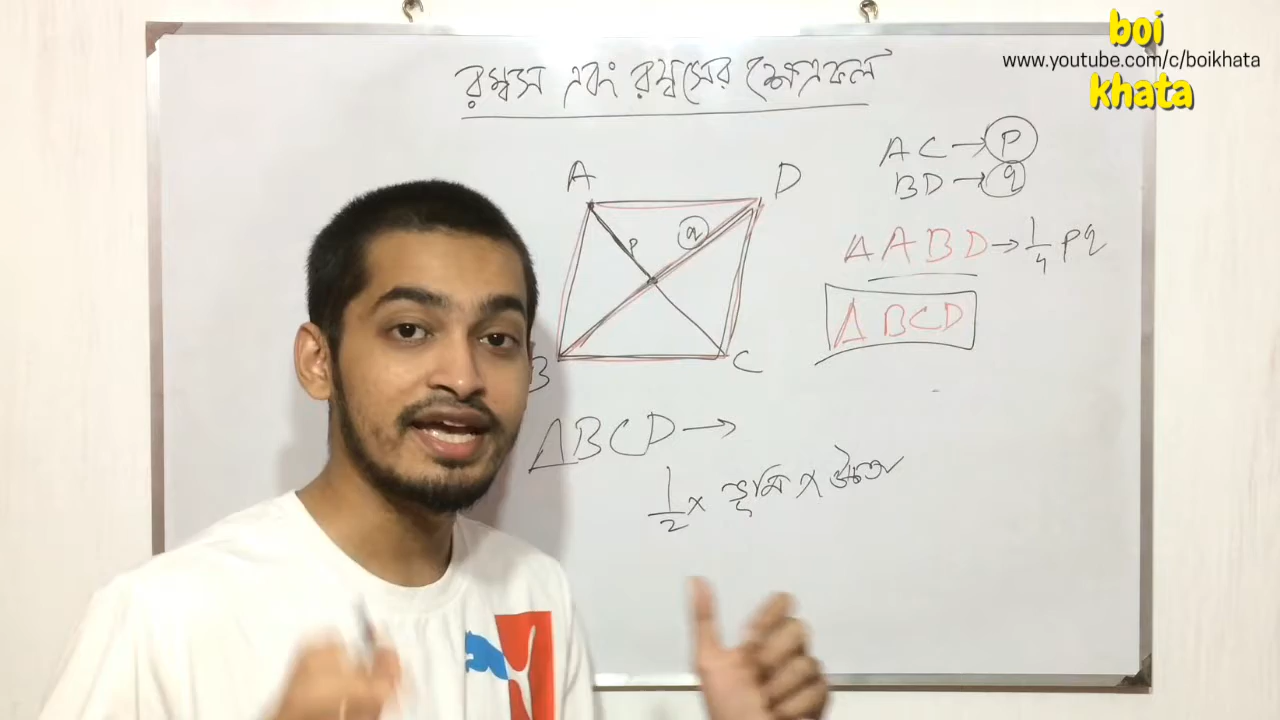 boi
www.youtube.com/c/boikhata
khata
রম্বস এবং রম্বসের ক্ষেত্রফল
AC → P
BD → q
A D
P q
Δ ABD → 1/4 Pq
Δ BCD
B C
Δ BCD →
1/2 × ভূমি × উচ্চতা